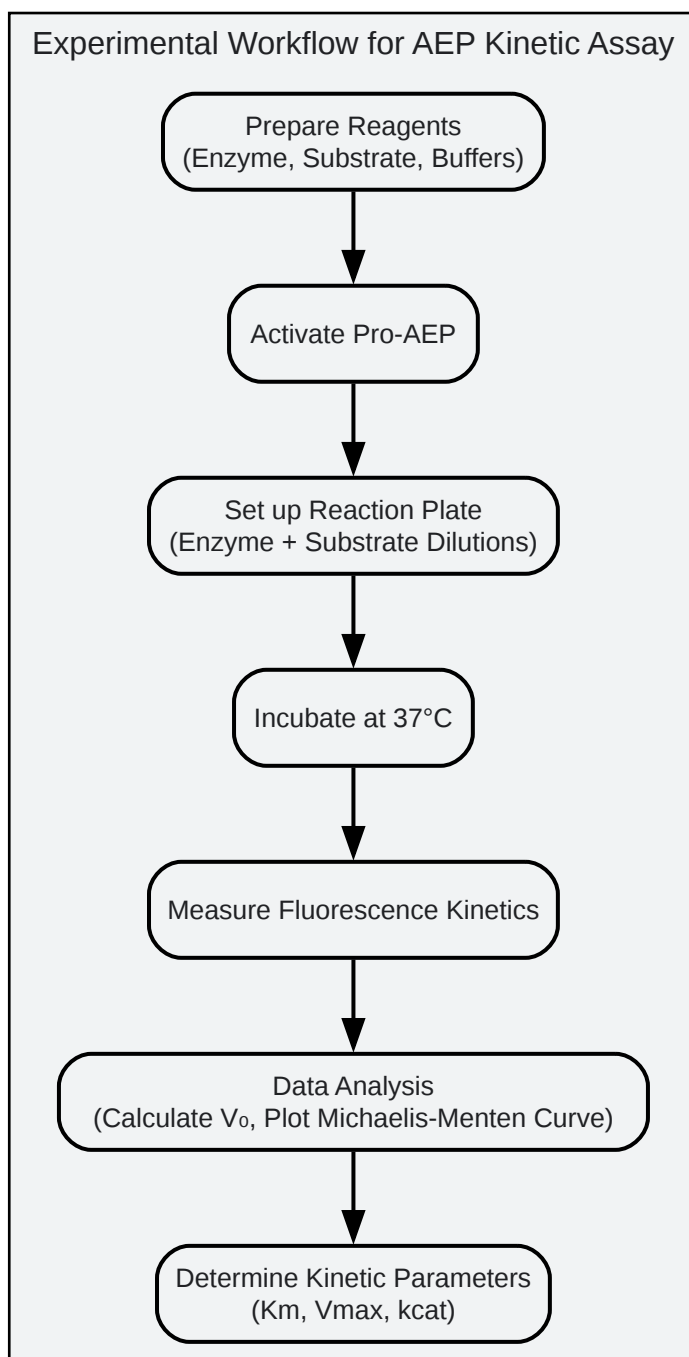 Experimental Workflow for AEP Kinetic Assay
Prepare Reagents
(Enzyme, Substrate, Buffers)
Activate Pro-AEP
Set up Reaction Plate
(Enzyme + Substrate Dilutions)
Incubate at 37°C
Measure Fluorescence Kinetics
Data Analysis
(Calculate V₀, Plot Michaelis-Menten Curve)
Determine Kinetic Parameters
(Km, Vmax, kcat)